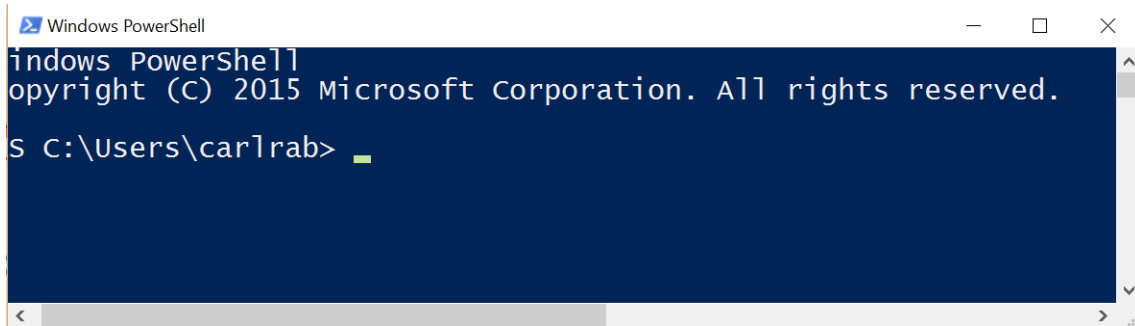 Windows PowerShell
indows PowerShell
opyright (C) 2015 Microsoft Corporation. All rights reserved.
S C:\Users\carlrab>